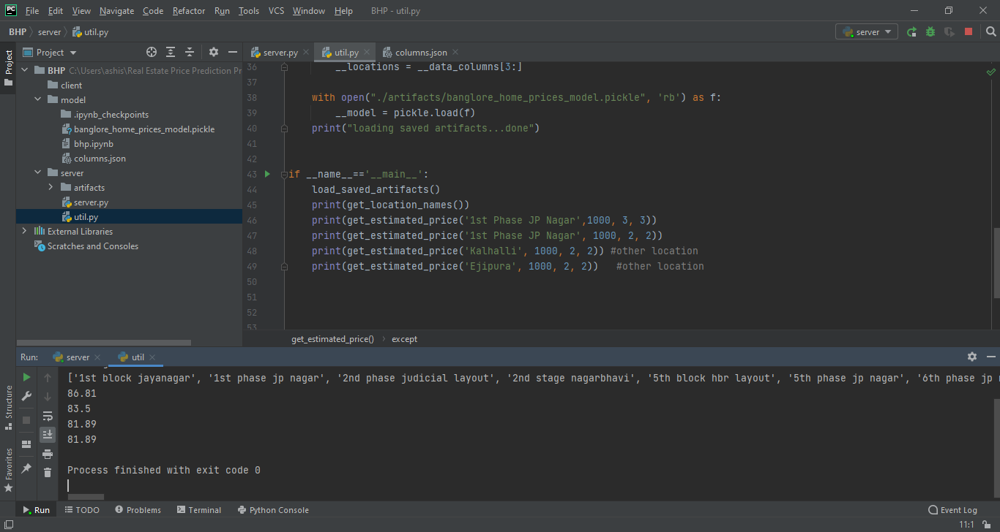 PC File Edit View Navigate Code Refactor Run Tools VCS Window Help BHP - util.py
BHP server util.py server
Project
Project
server.py util.py columns.json
BHP C:\Users\ashis\Real Estate Price Prediction Pr
client
model
.ipynb_checkpoints
banglore_home_prices_model.pickle
bhp.ipynb
columns.json
server
artifacts
server.py
util.py
External Libraries
Scratches and Consoles
36 __locations = __data_columns[3:]
37
38 with open("./artifacts/banglore_home_prices_model.pickle", 'rb') as f:
39 __model = pickle.load(f)
40 print("loading saved artifacts...done")
41
42
43 if __name__=='__main__':
44 load_saved_artifacts()
45 print(get_location_names())
46 print(get_estimated_price('1st Phase JP Nagar',1000, 3, 3))
47 print(get_estimated_price('1st Phase JP Nagar', 1000, 2, 2))
48 print(get_estimated_price('Kalhalli', 1000, 2, 2)) #other location
49 print(get_estimated_price('Ejipura', 1000, 2, 2)) #other location
50
51
52
53
get_estimated_price() except
Run: server util
['1st block jayanagar', '1st phase jp nagar', '2nd phase judicial layout', '2nd stage nagarbhavi', '5th block hbr layout', '5th phase jp nagar', '6th phase jp
86.81
83.5
81.89
81.89
Process finished with exit code 0
Structure
Favorites
Run TODO Problems Terminal Python Console Event Log
11:1